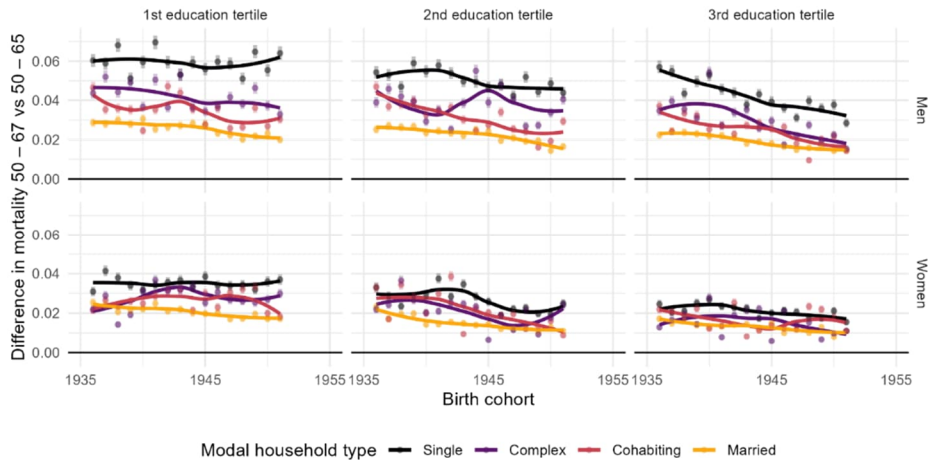 1st education tertile
2nd education tertile
3rd education tertile
Difference in mortality 50 – 67 vs 50 – 65
0.06
0.04
0.02
0.00
Men
0.06
0.04
0.02
0.00
Women
1935 1945 1955 1935 1945 1955 1935 1945 1955
Birth cohort
Modal household type Single Complex Cohabiting Married